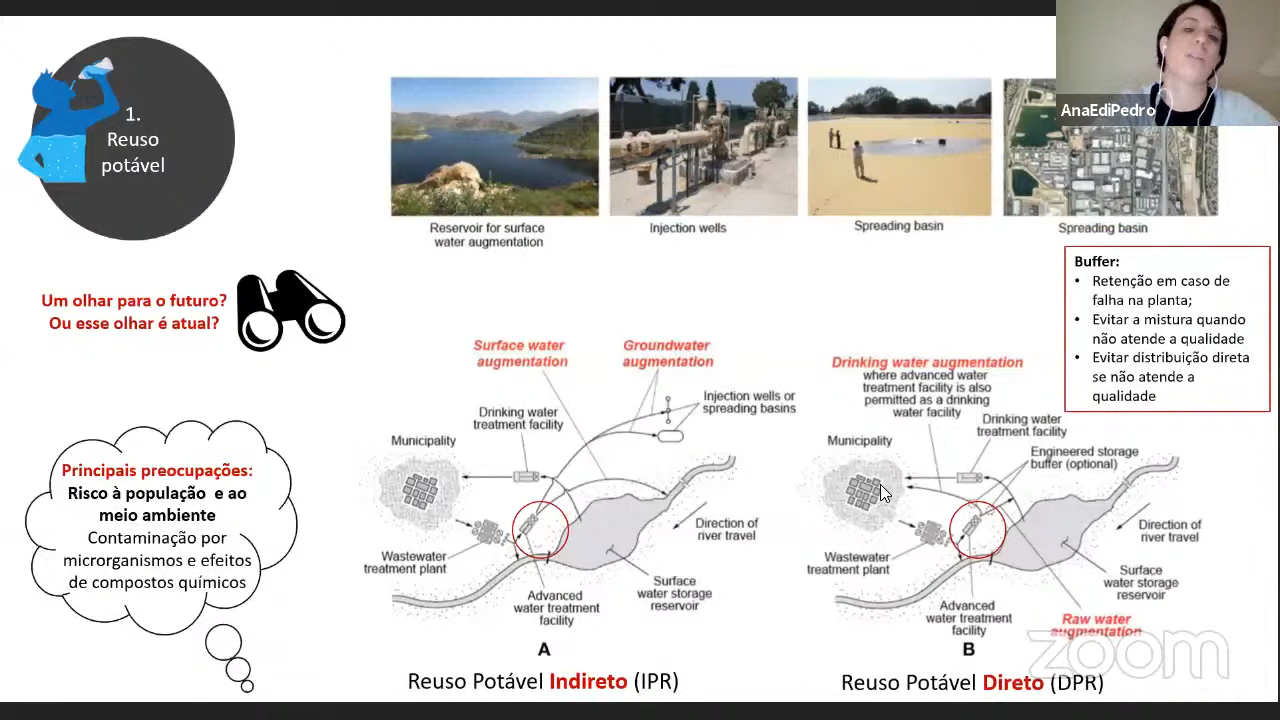 1.
Reuso
potável
AnaEdiPedro
Reservoir for surface
water augmentation
Injection wells
Spreading basin
Spreading basin
Um olhar para o futuro?
Ou esse olhar é atual?
Buffer:
• Retenção em caso de
falha na planta;
• Evitar a mistura quando
não atende a qualidade
• Evitar distribuição direta
se não atende a
qualidade
Principais preocupações:
Risco à população e ao
meio ambiente
Contaminação por
microrganismos e efeitos
de compostos químicos
Surface water
augmentation
Groundwater
augmentation
Injection wells or
spreading basins
Drinking water
treatment facility
Municipality
Direction of
river travel
Wastewater
treatment plant
Surface
water storage
reservoir
Advanced
water treatment
facility
A
Reuso Potável Indireto (IPR)
Drinking water augmentation
where advanced water
treatment facility is also
permitted as a drinking
water facility
Drinking water
treatment facility
Municipality
Engineered storage
buffer (optional)
Direction of
river travel
Wastewater
treatment plant
Surface
water storage
reservoir
Advanced
water treatment
facility
Raw water
augmentation
B
Reuso Potável Direto (DPR)
zoom